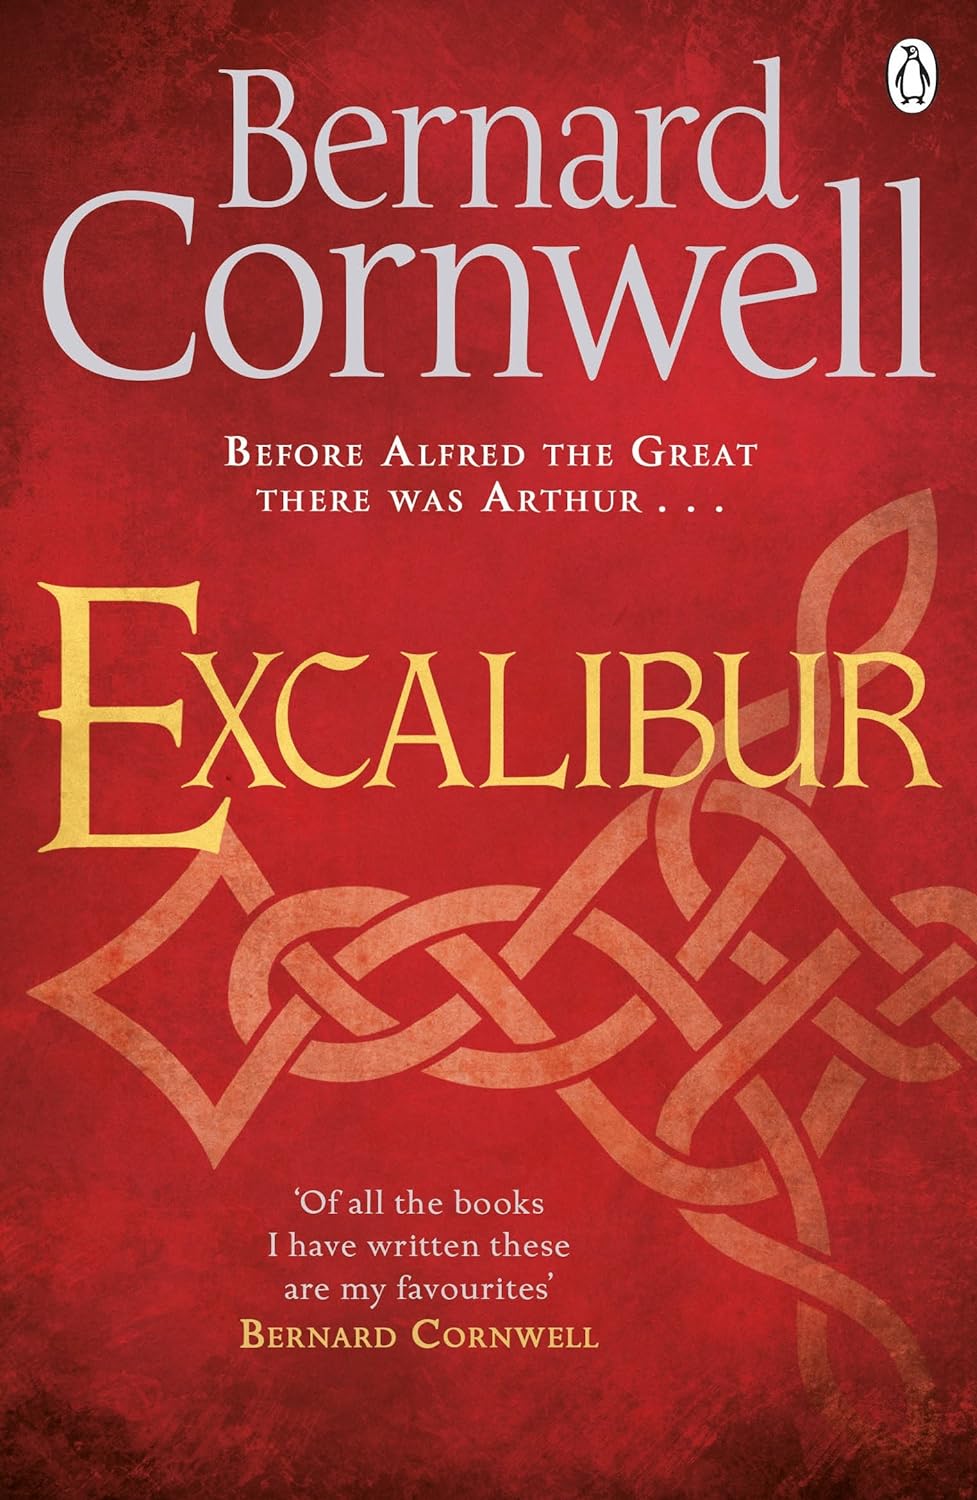 Bernard
Cornwell
BEFORE ALFRED THE GREAT
THERE WAS ARTHUR . . .
EXCALIBUR
‘Of all the books
I have written these
are my favourites’
BERNARD CORNWELL